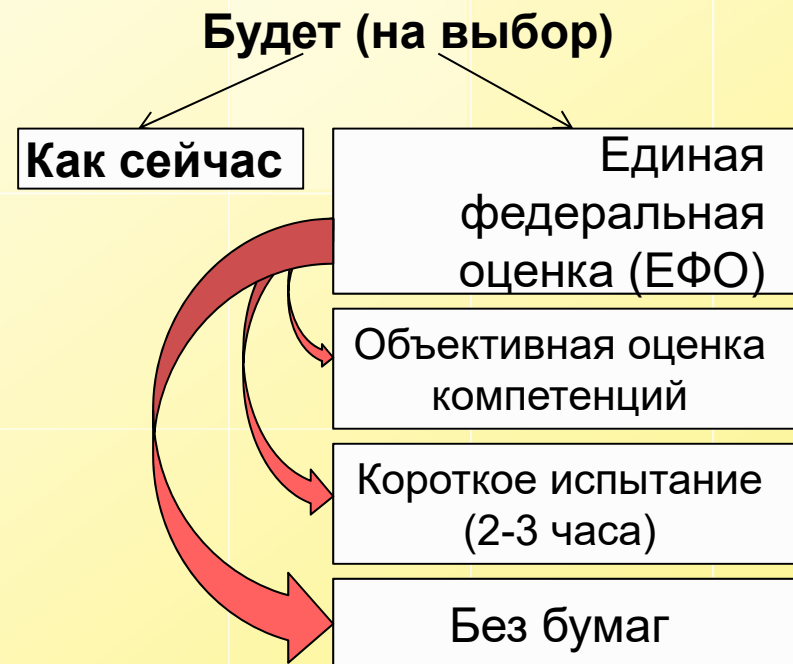 Будет (на выбор)
Как сейчас
Единая
федеральная
оценка (ЕФО)
Объективная оценка
компетенций
Короткое испытание
(2-3 часа)
Без бумаг